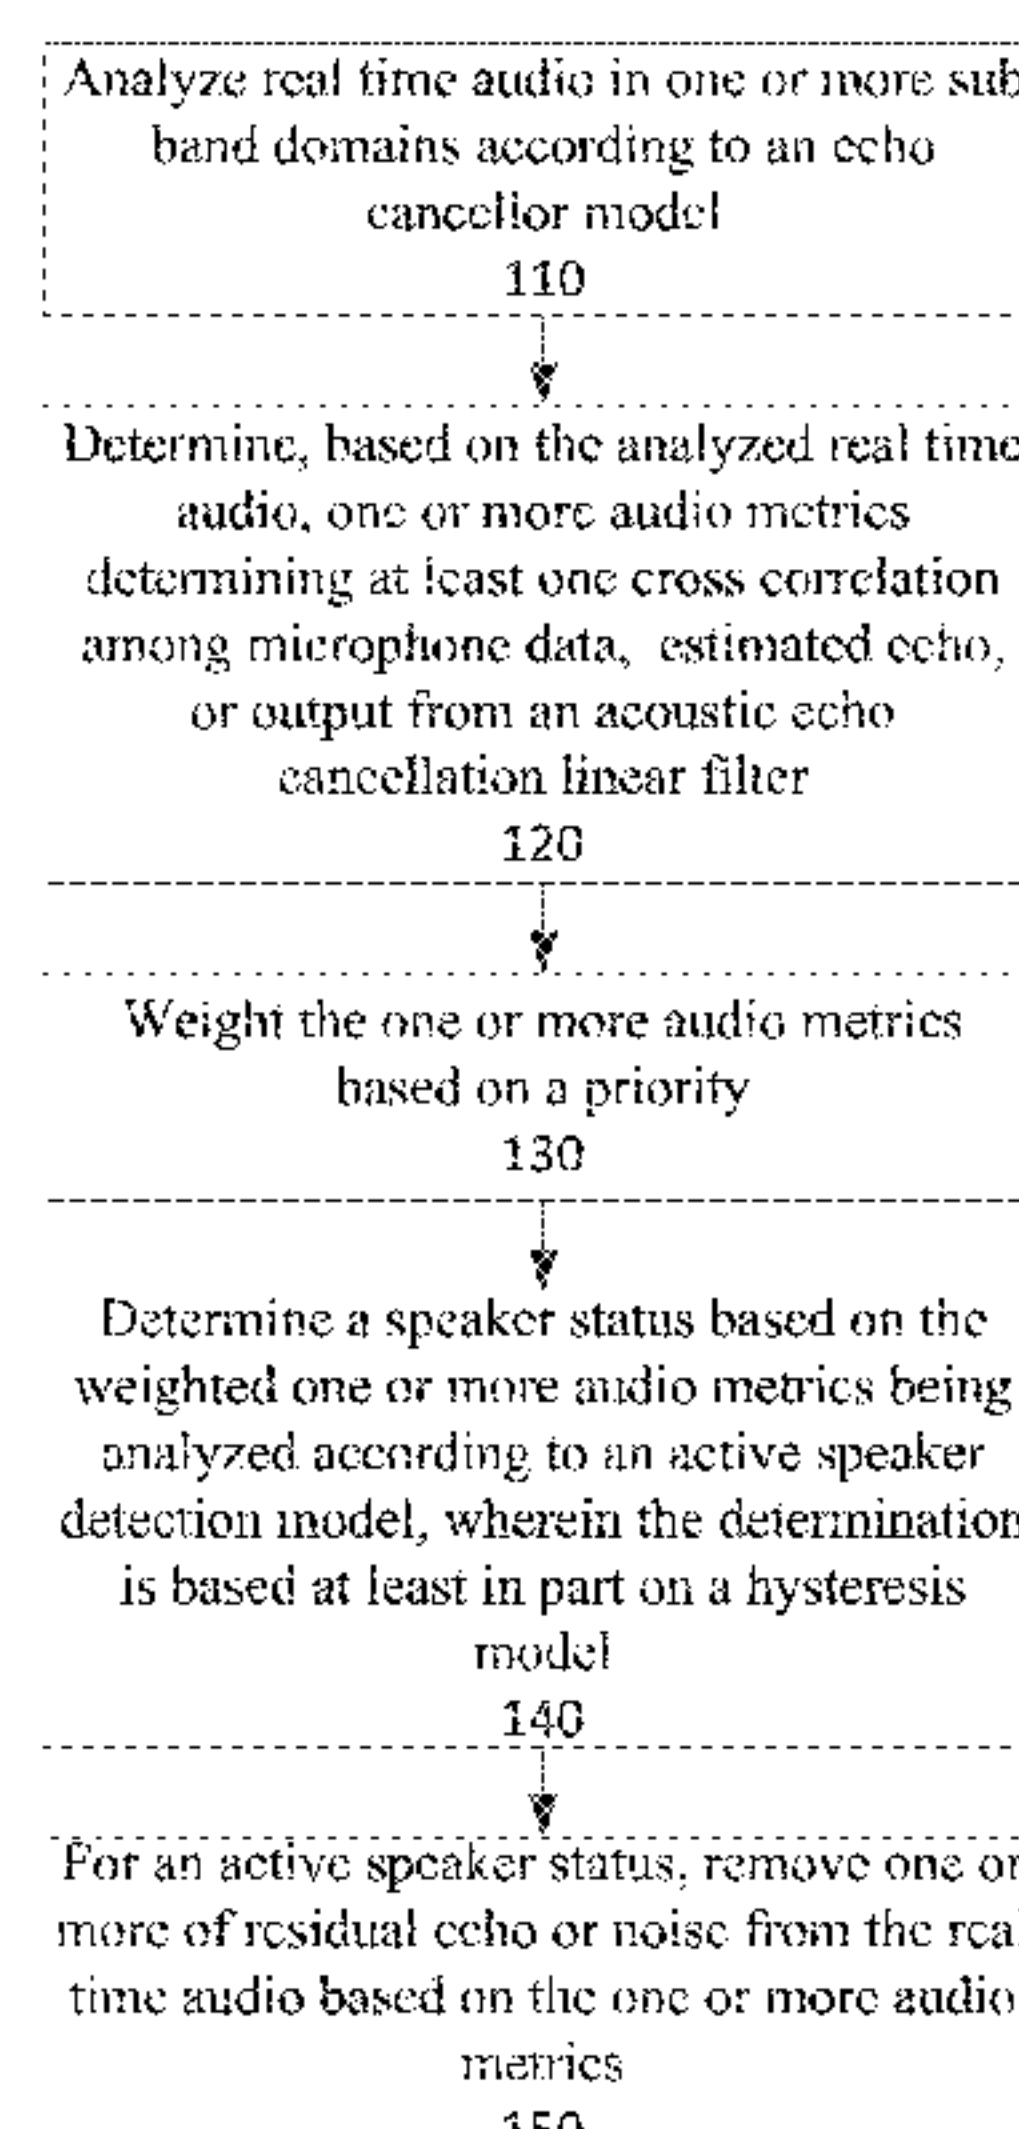 Analyze real time audio in one or more sub
band domains according to an echo
cancellor model
110
Determine, based on the analyzed real time
audio, one or more audio metrics
determining at least one cross correlation
among microphone data, estimated echo,
or output from an acoustic echo
cancellation linear filter
120
Weight the one or more audio metrics
based on a priority
130
Determine a speaker status based on the
weighted one or more audio metrics being
analyzed according to an active speaker
detection model, wherein the determination
is based at least in part on a hysteresis
model
140
For an active speaker status, remove one or
more of residual echo or noise from the real
time audio based on the one or more audio
metrics
150